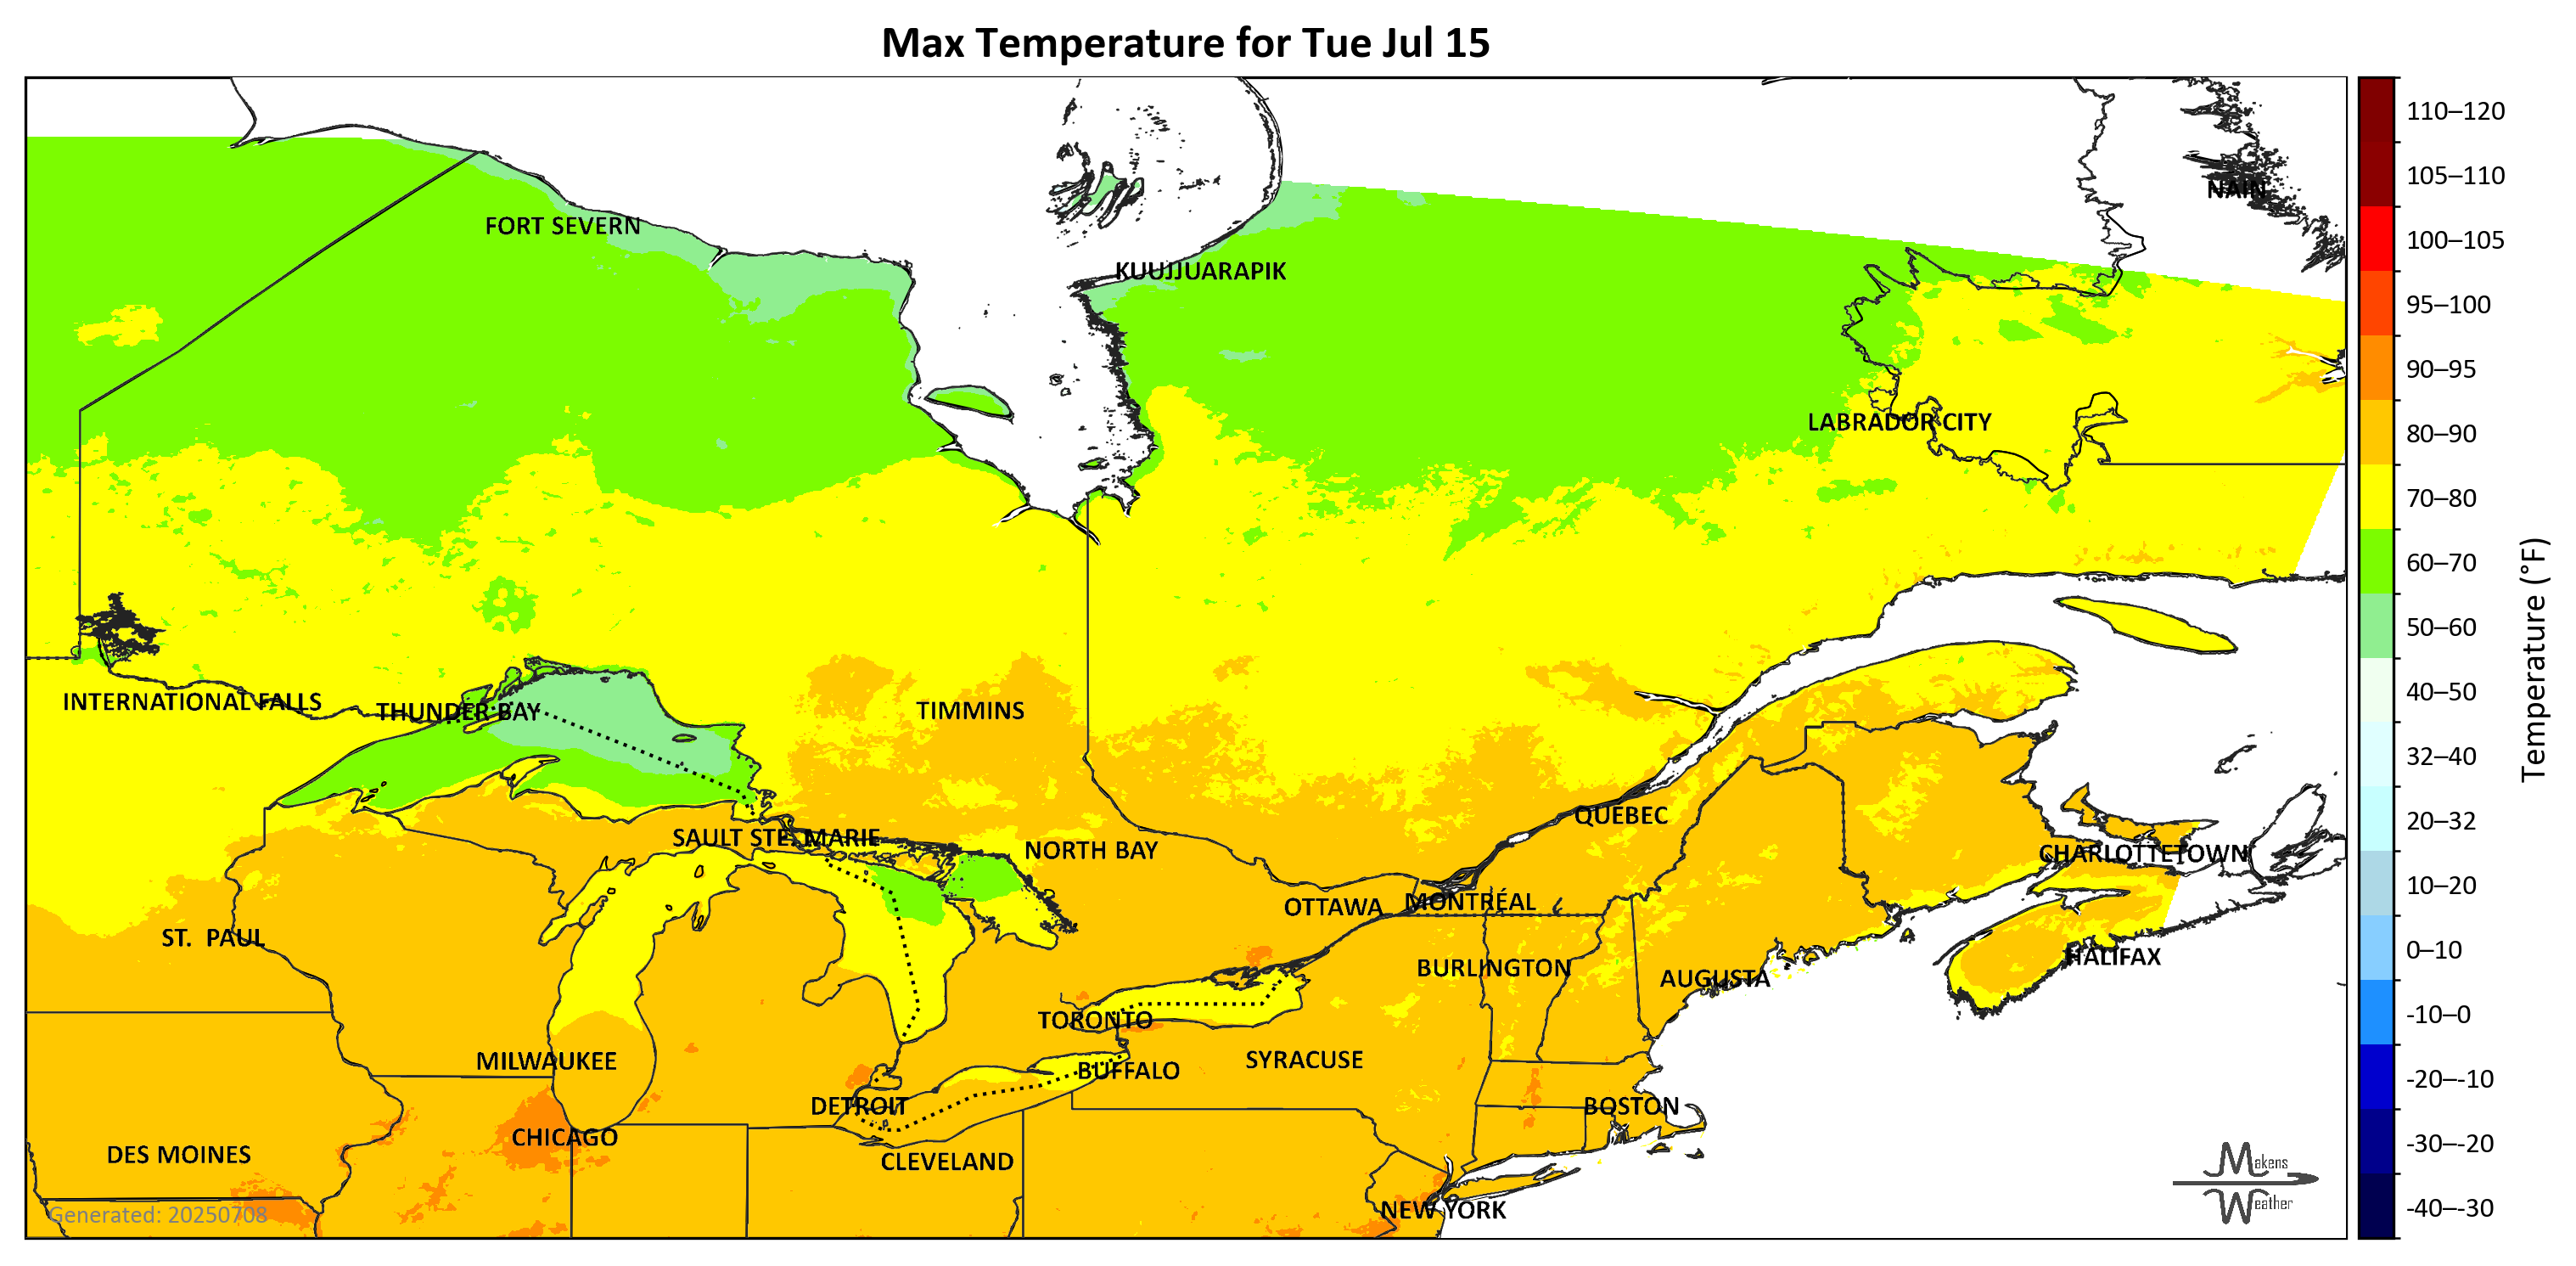 Max Temperature for Tue Jul 15
NAIN
FORT SEVERN
KUUJJUARAPIK
LABRADOR CITY
INTERNATIONAL FALLS
THUNDER BAY
TIMMINS
QUÉBEC
SAULT STE. MARIE
NORTH BAY
CHARLOTTETOWN
OTTAWA
MONTRÉAL
ST. PAUL
HALIFAX
BURLINGTON
AUGUSTA
TORONTO
MILWAUKEE
SYRACUSE
BUFFALO
DETROIT
BOSTON
CHICAGO
DES MOINES
CLEVELAND
NEW YORK
Generated: 20250708
Makens
Weather
110–120
105–110
100–105
95–100
90–95
80–90
70–80
60–70
50–60
40–50
32–40
20–32
10–20
0–10
-10–0
-20–-10
-30–-20
-40–-30
Temperature (°F)